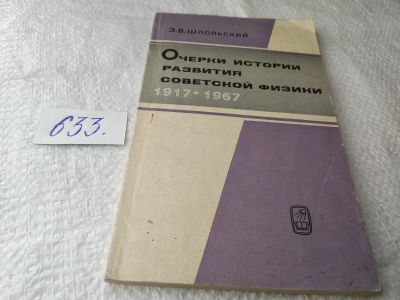 Э.В. Шпольский
Очерки истории
развития
советской физики
1917-1967
633.